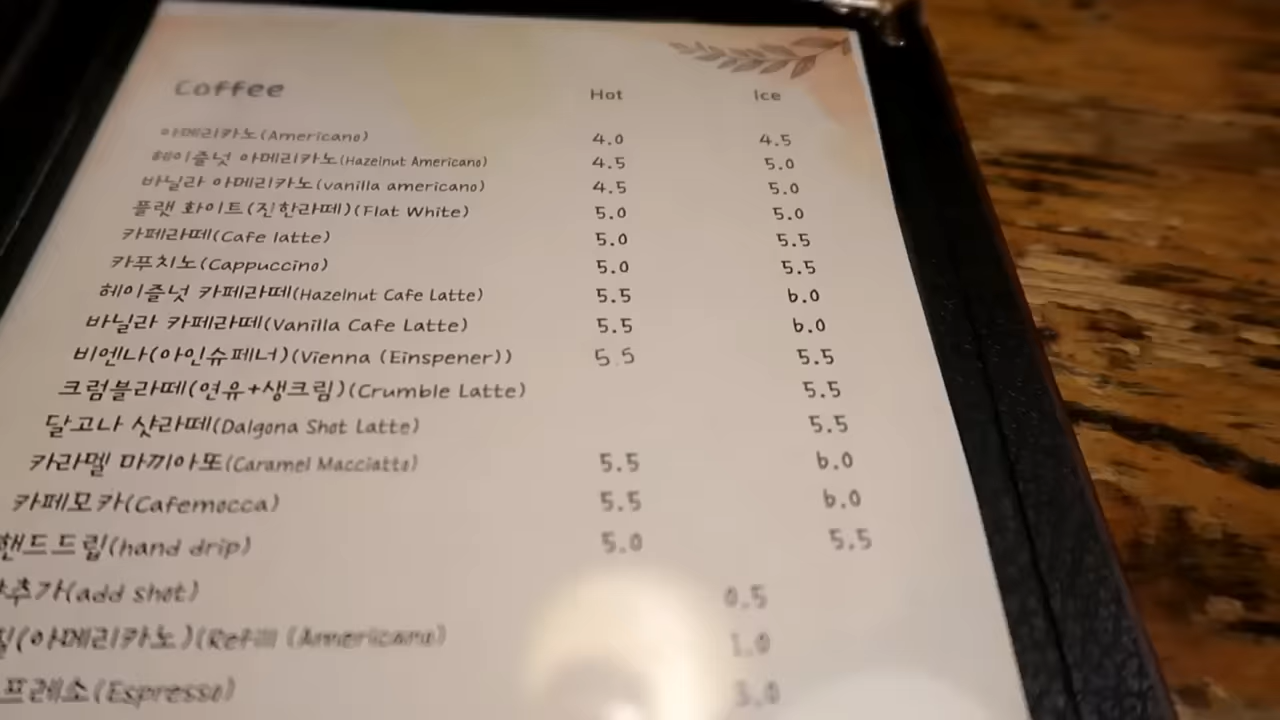 Coffee Hot Ice
아메리카노(Americano) 4.0 4.5
헤이즐넛 아메리카노(Hazelnut Americano) 4.5 5.0
바닐라 아메리카노(vanilla americano) 4.5 5.0
플랫 화이트(진한라떼)(Flat White) 5.0 5.0
카페라떼(Cafe latte) 5.0 5.5
카푸치노(Cappuccino) 5.0 5.5
헤이즐넛 카페라떼(Hazelnut Cafe Latte) 5.5 6.0
바닐라 카페라떼(Vanilla Cafe Latte) 5.5 6.0
비엔나(아인슈페너)(Vienna (Einspener)) 5.5 5.5
크럼블라떼(연유+생크림)(Crumble Latte) 5.5
달고나 샷라떼(Dalgona Shot Latte) 5.5
카라멜 마끼아또(Caramel Macciatto) 5.5 6.0
카페모카(Cafemocca) 5.5 6.0
핸드드립(hand drip) 5.0 5.5
추가(add shot) 0.5
(아메리카노)(Refill (Americano) 1.0
프레소(Espresso) 3.0